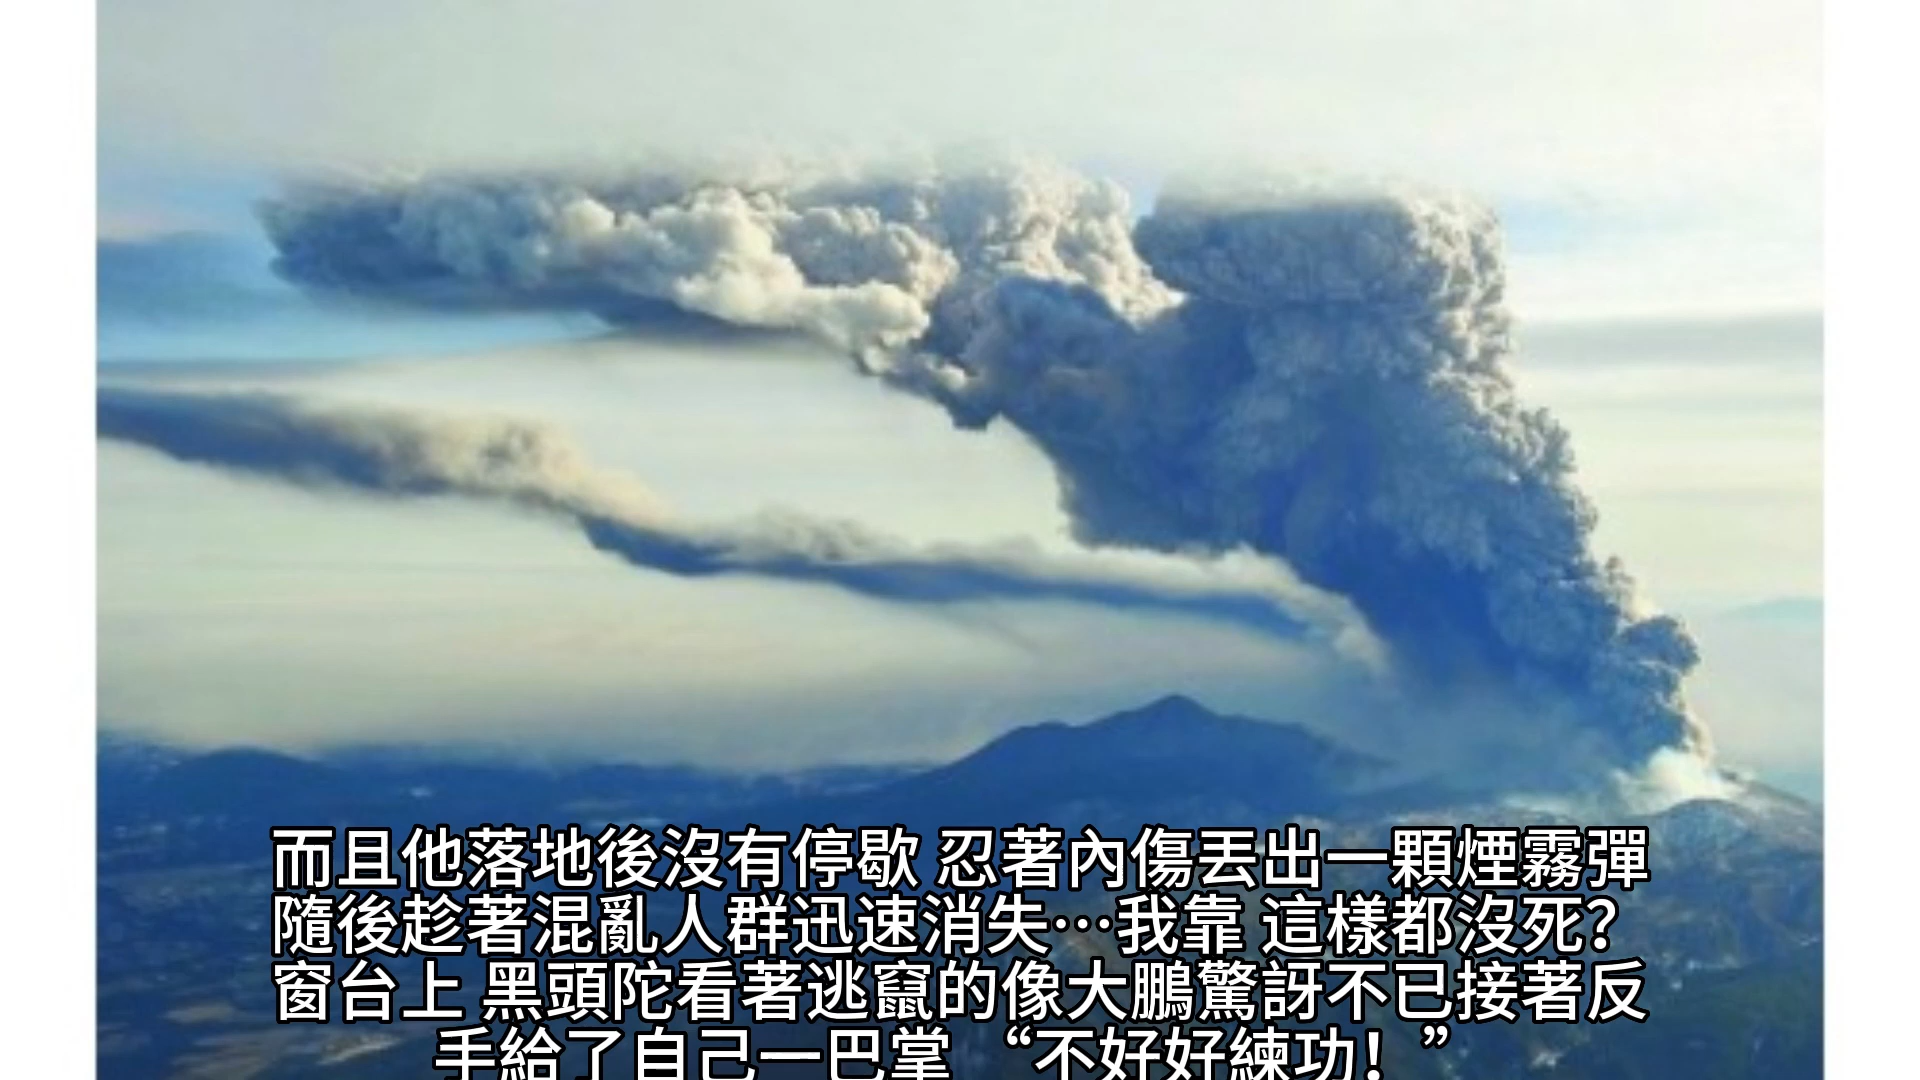 而且他落地後沒有停歇 忍著內傷丟出一顆煙霧彈
隨後趁著混亂人群迅速消失…我靠 這樣都沒死？
窗台上 黑頭陀看著逃竄的像大鵬驚訝不已接著反
手給了自己一巴掌 “不好好練功！”